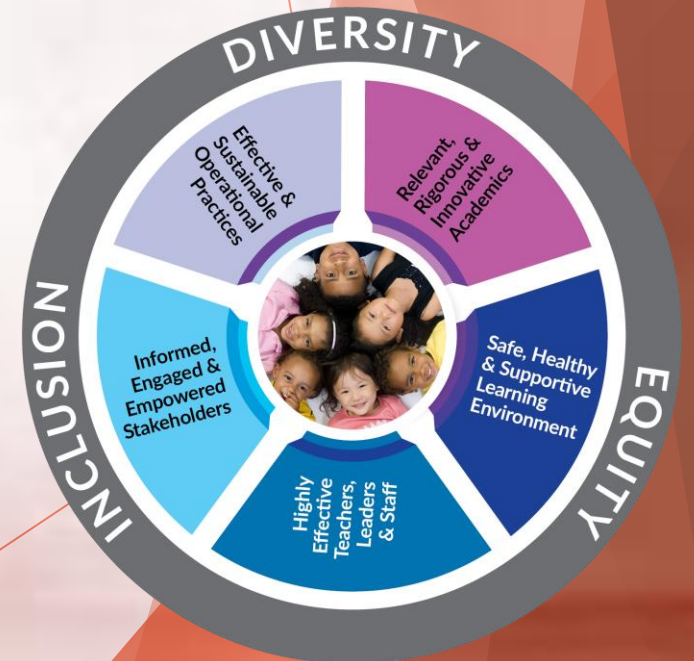 DIVERSITY
Effective &
Sustainable
Operational
Practices
Relevant,
Rigorous &
Innovative
Academics
INCLUSION
Informed,
Engaged &
Empowered
Stakeholders
Safe, Healthy
& Supportive
Learning
Environment
EQUITY
Highly
Effective
Teachers,
Leaders
& Staff